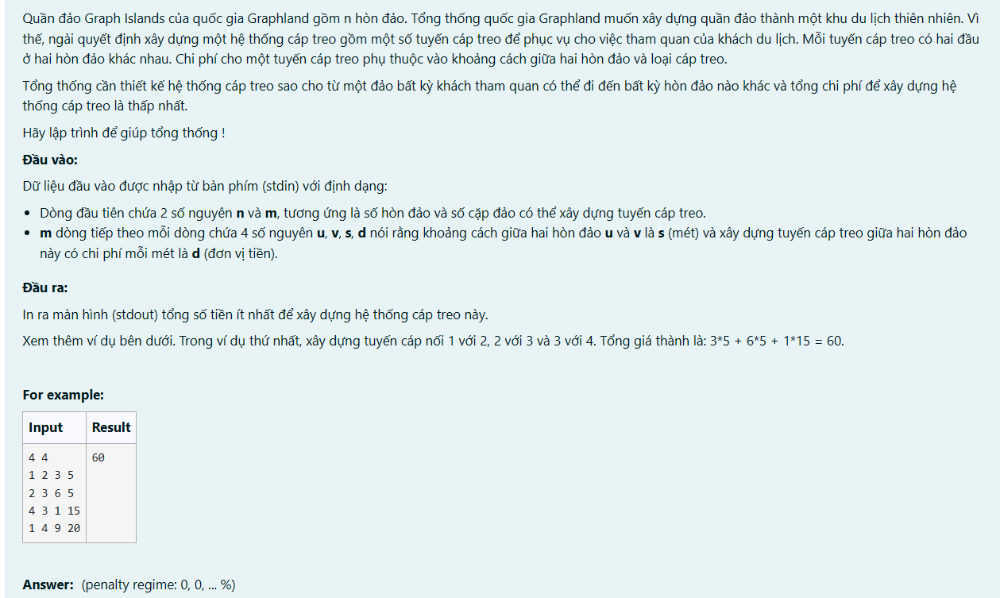 Quần đảo Graph Islands của quốc gia Graphland gồm n hòn đảo. Tổng thống quốc gia Graphland muốn xây dựng quần đảo thành một khu du lịch thiên nhiên. Vì
thế, ngài quyết định xây dựng một hệ thống cáp treo gồm một số tuyến cáp treo để phục vụ cho việc tham quan của khách du lịch. Mỗi tuyến cáp treo có hai đầu
ở hai hòn đảo khác nhau. Chi phí cho một tuyến cáp treo phụ thuộc vào khoảng cách giữa hai hòn đảo và loại cáp treo.
Tổng thống cần thiết kế hệ thống cáp treo sao cho từ một đảo bất kỳ khách tham quan có thể đi đến bất kỳ hòn đảo nào khác và tổng chi phí để xây dựng hệ
thống cáp treo là thấp nhất.
Hãy lập trình để giúp tổng thống !
Đầu vào:
Dữ liệu đầu vào được nhập từ bàn phím (stdin) với định dạng:
• Dòng đầu tiên chứa 2 số nguyên n và m, tương ứng là số hòn đảo và số cặp đảo có thể xây dựng tuyến cáp treo.
• m dòng tiếp theo mỗi dòng chứa 4 số nguyên u, v, s, d nói rằng khoảng cách giữa hai hòn đảo u và v là s (mét) và xây dựng tuyến cáp treo giữa hai hòn đảo
này có chi phí mỗi mét là d (đơn vị tiền).
Đầu ra:
In ra màn hình (stdout) tổng số tiền ít nhất để xây dựng hệ thống cáp treo này.
Xem thêm ví dụ bên dưới. Trong ví dụ thứ nhất, xây dựng tuyến cáp nối 1 với 2, 2 với 3 và 3 với 4. Tổng giá thành là: 3*5 + 6*5 + 1*15 = 60.
For example:
Input Result
4 4 60
1 2 3 5
2 3 6 5
4 3 1 15
1 4 9 20
Answer: (penalty regime: 0, 0, ... %)